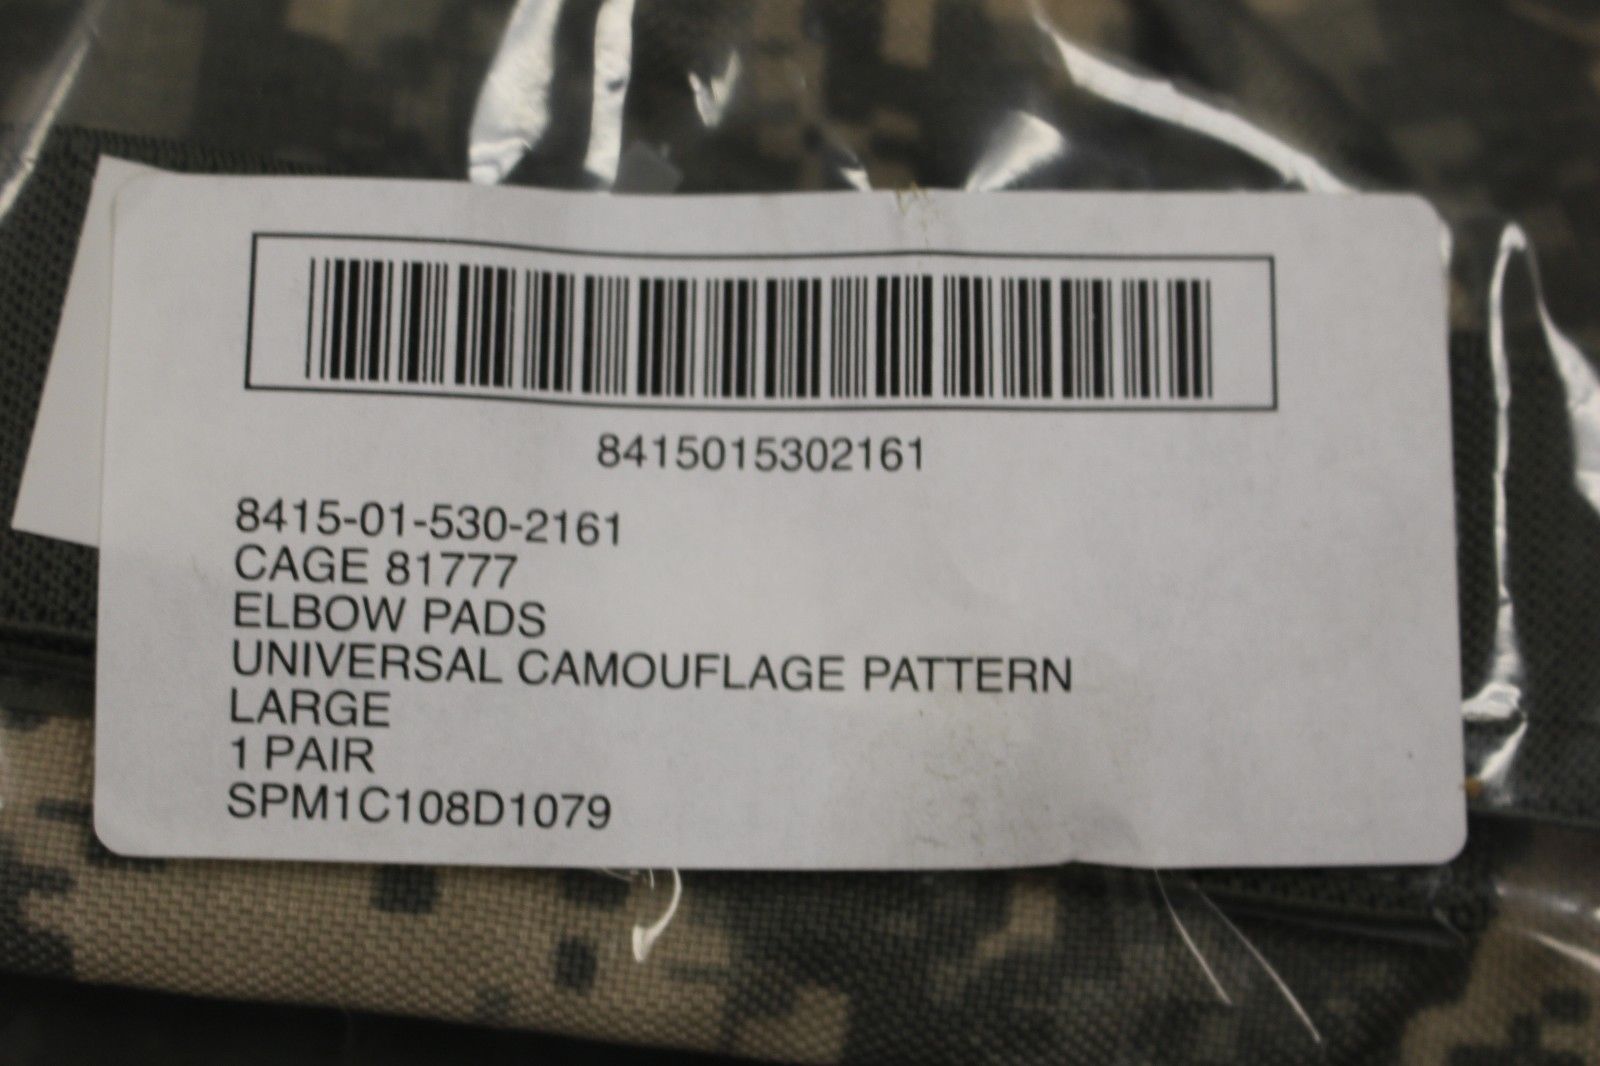 8415015302161
8415-01-530-2161
CAGE 81777
ELBOW PADS
UNIVERSAL CAMOUFLAGE PATTERN
LARGE
1 PAIR
SPM1C108D1079